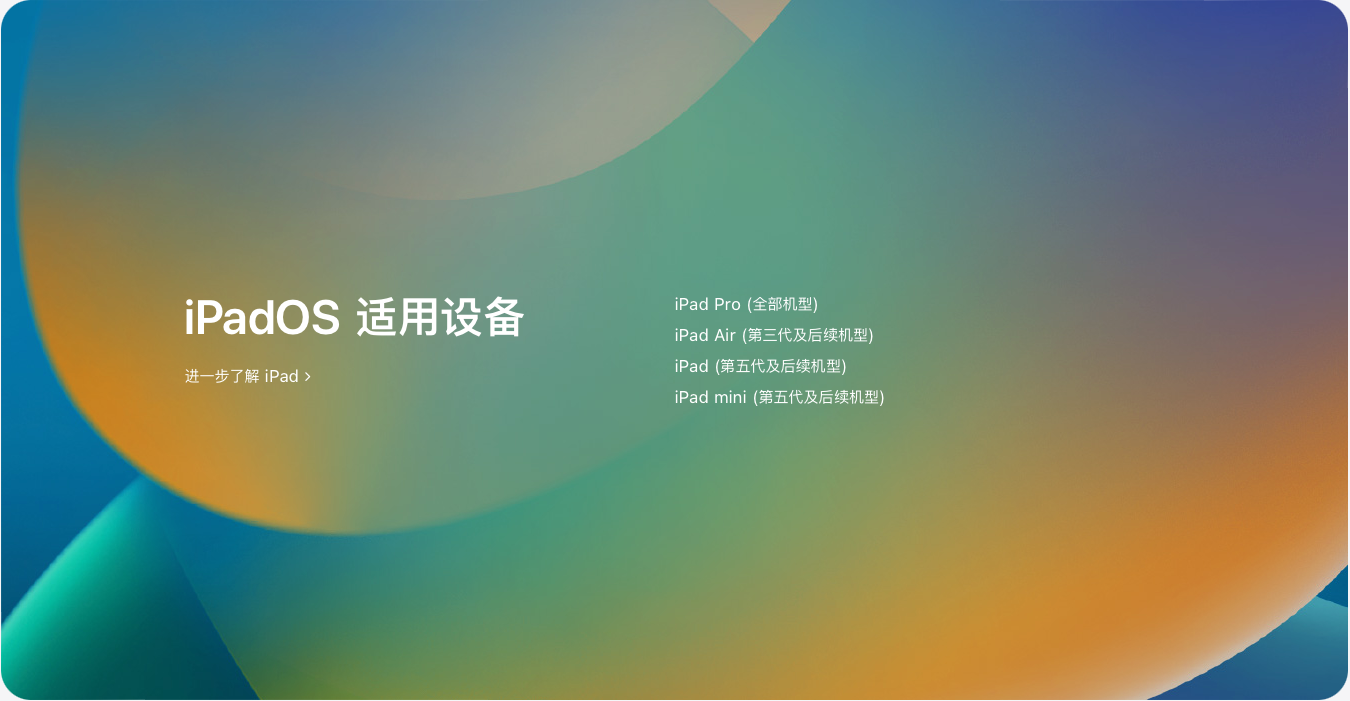 iPadOS 适用设备
进一步了解 iPad >
iPad Pro (全部机型)
iPad Air (第三代及后续机型)
iPad (第五代及后续机型)
iPad mini (第五代及后续机型)